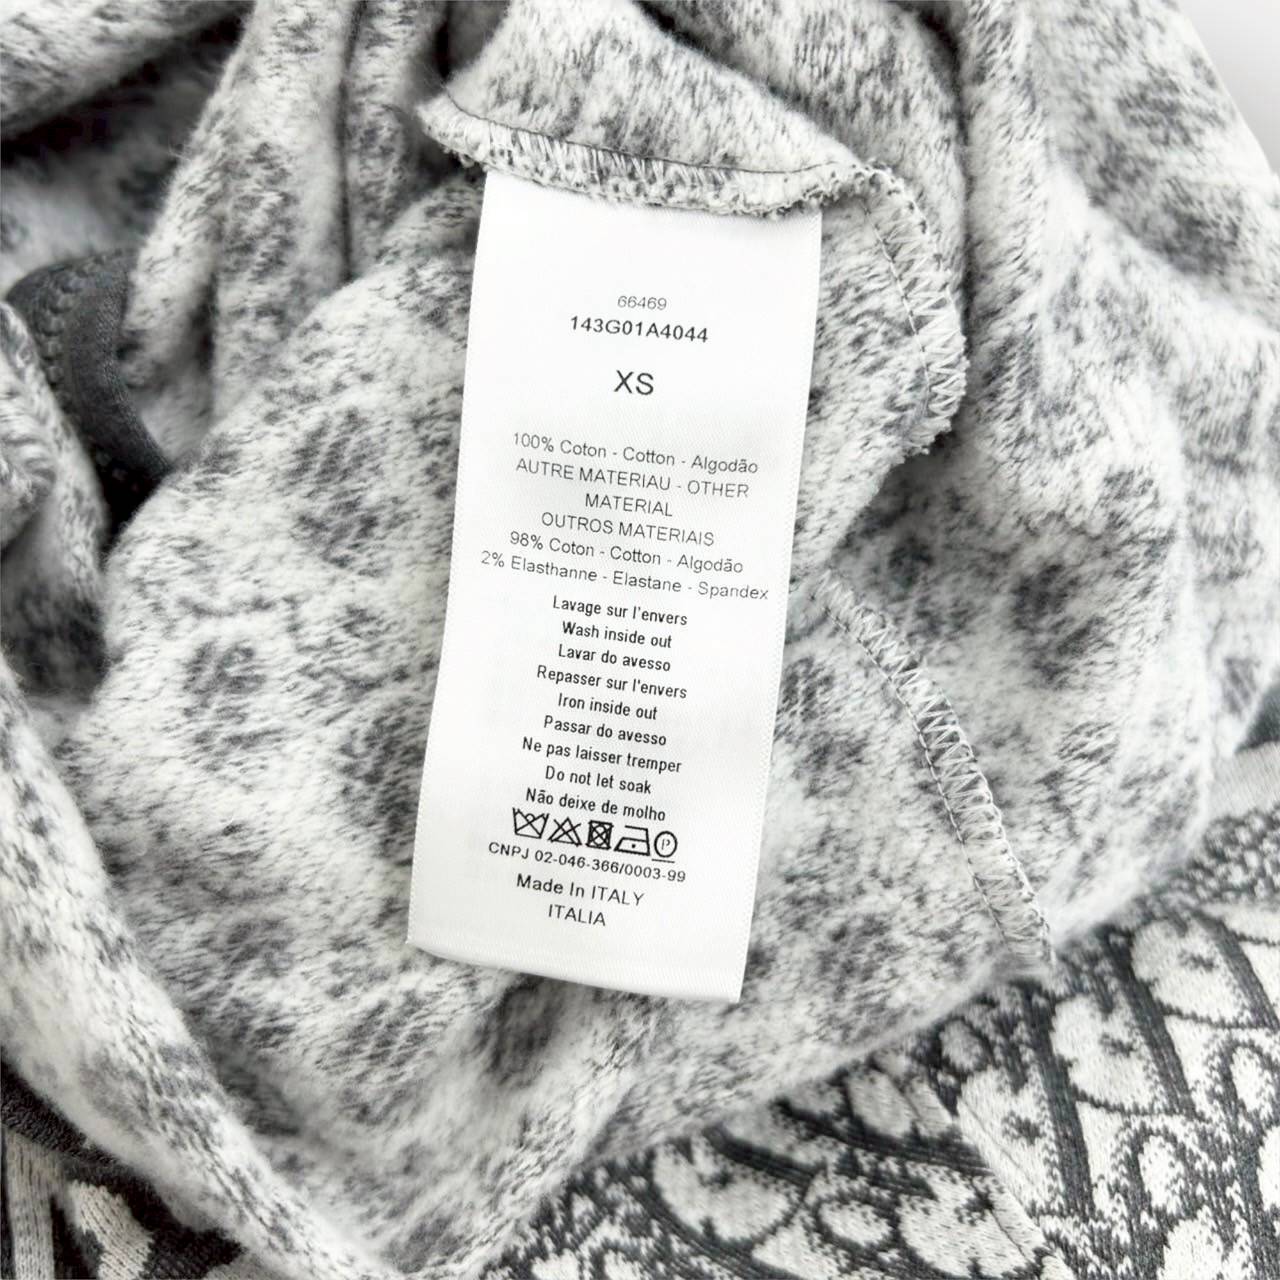 66469
143G01A4044
XS
100% Coton - Cotton - Algodão
AUTRE MATERIAU - OTHER
MATERIAL
OUTROS MATERIAIS
98% Coton - Cotton - Algodão
2% Elasthanne - Elastane - Spandex
Lavage sur l'envers
Wash inside out
Lavar do avesso
Repasser sur l'envers
Iron inside out
Passar do avesso
Ne pas laisser tremper
Do not let soak
Não deixe de molho
P
CNPJ 02-046-366/0003-99
Made In ITALY
ITALIA